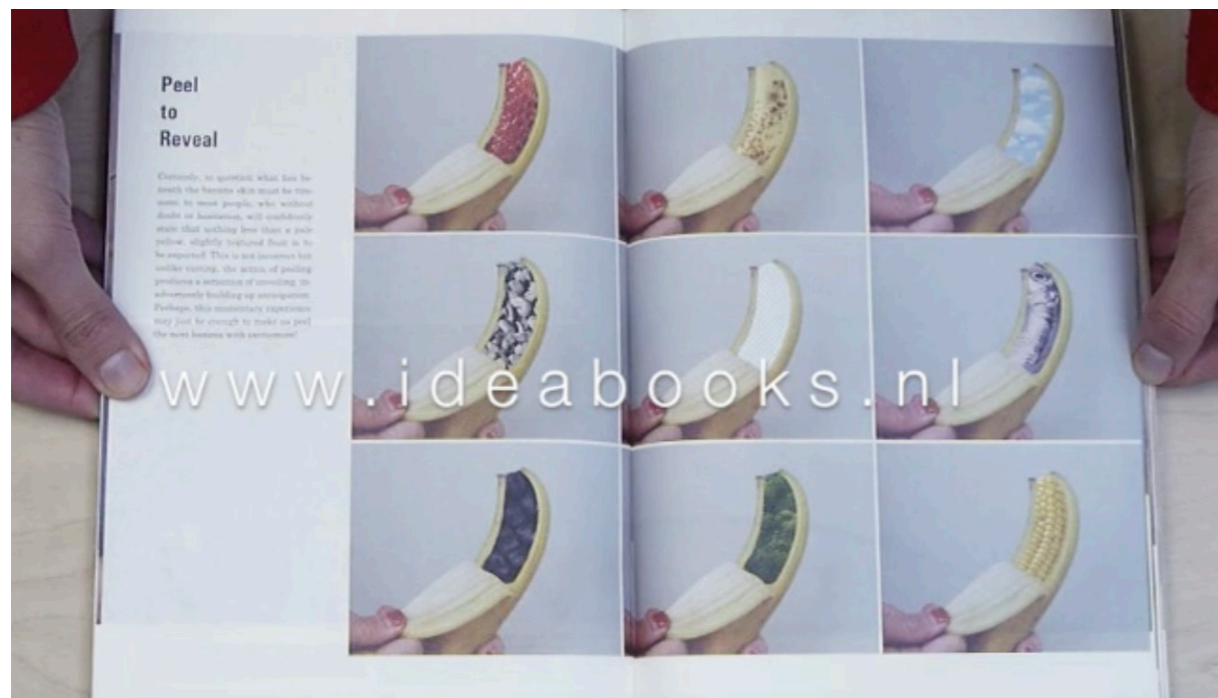 Peel
to
Reveal
Certainly, to question what lies be-
neath the banana skin must be tire-
some to most people, who without
doubt or hesitation, will confidently
state that nothing less than a pale
yellow, slightly textured fruit is to
be expected! This is not incorrect but
unlike cutting, the action of peeling
produces a sensation of unveiling, in-
advertently building up anticipation.
Perhaps, this momentary experience
may just be enough to make us peel
the next banana with excitement!
www.ideabooks.nl